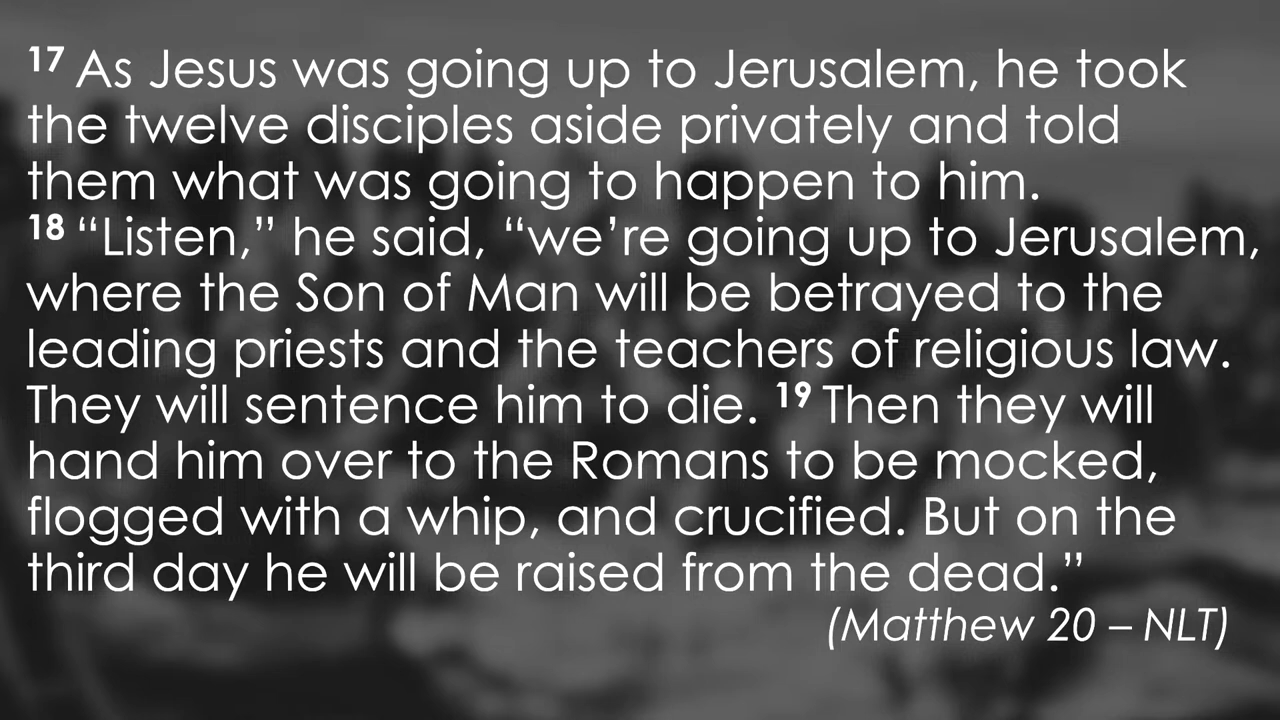 17 As Jesus was going up to Jerusalem, he took
the twelve disciples aside privately and told
them what was going to happen to him.
18 “Listen,” he said, “we’re going up to Jerusalem,
where the Son of Man will be betrayed to the
leading priests and the teachers of religious law.
They will sentence him to die. 19 Then they will
hand him over to the Romans to be mocked,
flogged with a whip, and crucified. But on the
third day he will be raised from the dead.”
(Matthew 20 – NLT)